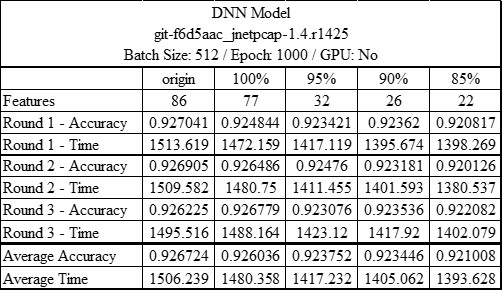 DNN Model
git-f6d5aac_jnetpcap-1.4.r1425
Batch Size: 512 / Epoch: 1000 / GPU: No
origin 100% 95% 90% 85%
Features 86 77 32 26 22
Round 1 - Accuracy 0.927041 0.924844 0.923421 0.92362 0.920817
Round 1 - Time 1513.619 1472.159 1417.119 1395.674 1398.269
Round 2 - Accuracy 0.926905 0.926486 0.92476 0.923181 0.920126
Round 2 - Time 1509.582 1480.75 1411.455 1401.593 1380.537
Round 3 - Accuracy 0.926225 0.926779 0.923076 0.923536 0.922082
Round 3 - Time 1495.516 1488.164 1423.12 1417.92 1402.079
Average Accuracy 0.926724 0.926036 0.923752 0.923446 0.921008
Average Time 1506.239 1480.358 1417.232 1405.062 1393.628